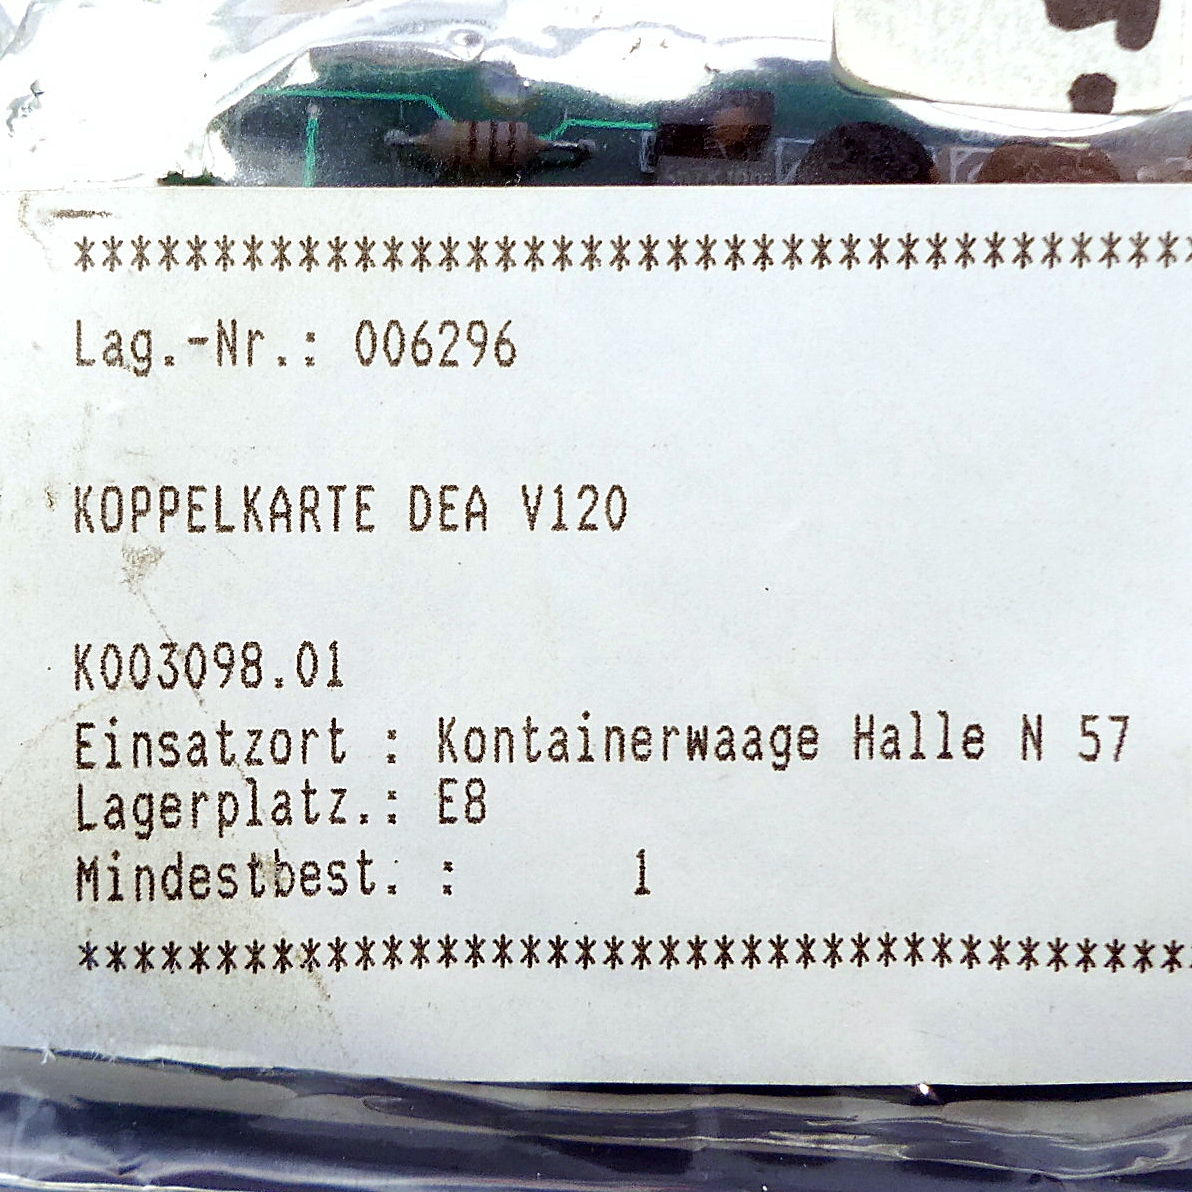 ******************************************
Lag.-Nr.: 006296
KOPPELKARTE DEA V120
K003098.01
Einsatzort : Kontainerwaage Halle N 57
Lagerplatz.: E8
Mindestbest. : 1
******************************************